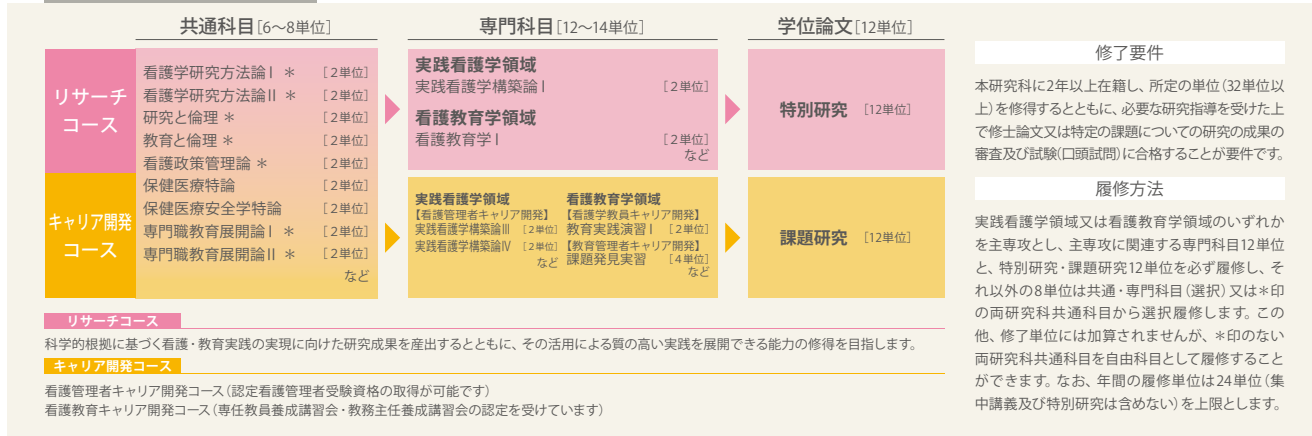 共通科目[6〜8単位]
専門科目[12〜14単位]
学位論文[12単位]
リサーチ
コース
看護学研究方法論Ⅰ ＊ [2単位]
看護学研究方法論Ⅱ ＊ [2単位]
研究と倫理 ＊ [2単位]
教育と倫理 ＊ [2単位]
看護政策管理論 ＊ [2単位]
保健医療特論 [2単位]
保健医療安全学特論 [2単位]
専門職教育展開論Ⅰ ＊ [2単位]
専門職教育展開論Ⅱ ＊ [2単位]
など
実践看護学領域
実践看護学構築論Ⅰ [2単位]
看護教育学領域
看護教育学Ⅰ [2単位]
など
特別研究 [12単位]
キャリア開発
コース
実践看護学領域
【看護管理者キャリア開発】
実践看護学構築論Ⅲ [2単位]
実践看護学構築論Ⅳ [2単位]
など
看護教育学領域
【看護学教員キャリア開発】
教育実践演習Ⅰ [2単位]
【教育管理者キャリア開発】
課題発見実習 [4単位]
など
課題研究 [12単位]
リサーチコース
科学的根拠に基づく看護・教育実践の実現に向けた研究成果を産出するとともに、その活用による質の高い実践を展開できる能力の修得を目指します。
キャリア開発コース
看護管理者キャリア開発コース（認定看護管理者受験資格の取得が可能です）
看護教育キャリア開発コース（専任教員養成講習会・教務主任養成講習会の認定を受けています）
修了要件
本研究科に2年以上在籍し、所定の単位（32単位以
上）を修得するとともに、必要な研究指導を受けた上
で修士論文又は特定の課題についての研究の成果の
審査及び試験（口頭試問）に合格することが要件です。
履修方法
実践看護学領域又は看護教育学領域のいずれか
を主専攻とし、主専攻に関連する専門科目12単位
と、特別研究・課題研究12単位を必ず履修し、そ
れ以外の8単位は共通・専門科目（選択）又は＊印
の両研究科共通科目から選択履修します。この
他、修了単位には加算されませんが、＊印のない
両研究科共通科目を自由科目として履修すること
ができます。なお、年間の履修単位は24単位（集
中講義及び特別研究は含めない）を上限とします。